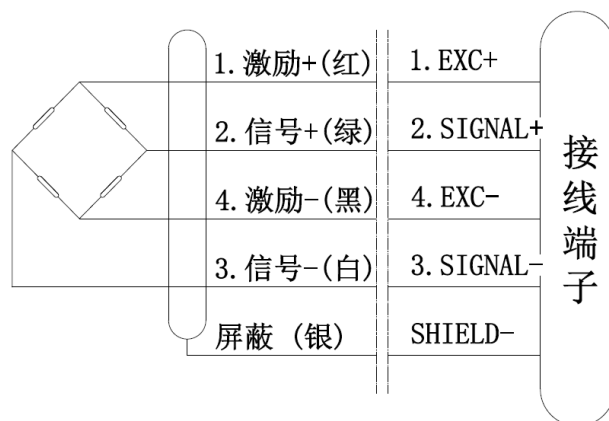 1.激励+(红) 1.EXC+
2.信号+(绿) 2.SIGNAL+
4.激励-(黑) 4.EXC-
3.信号-(白) 3.SIGNAL-
屏蔽 (银) SHIELD-
接线端子